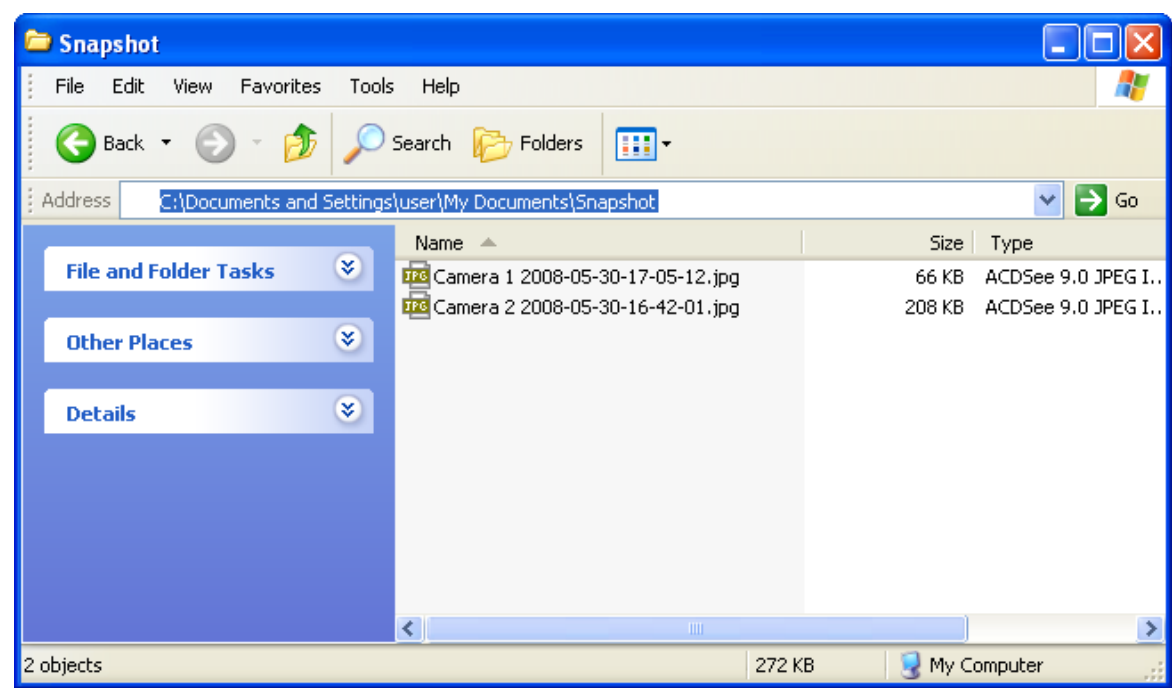 Snapshot
File Edit View Favorites Tools Help
Back Search Folders
Address C:\Documents and Settings\user\My Documents\Snapshot Go
Name Size Type
File and Folder Tasks
JPG Camera 1 2008-05-30-17-05-12.jpg 66 KB ACDSee 9.0 JPEG I...
JPG Camera 2 2008-05-30-16-42-01.jpg 208 KB ACDSee 9.0 JPEG I...
Other Places
Details
2 objects 272 KB My Computer